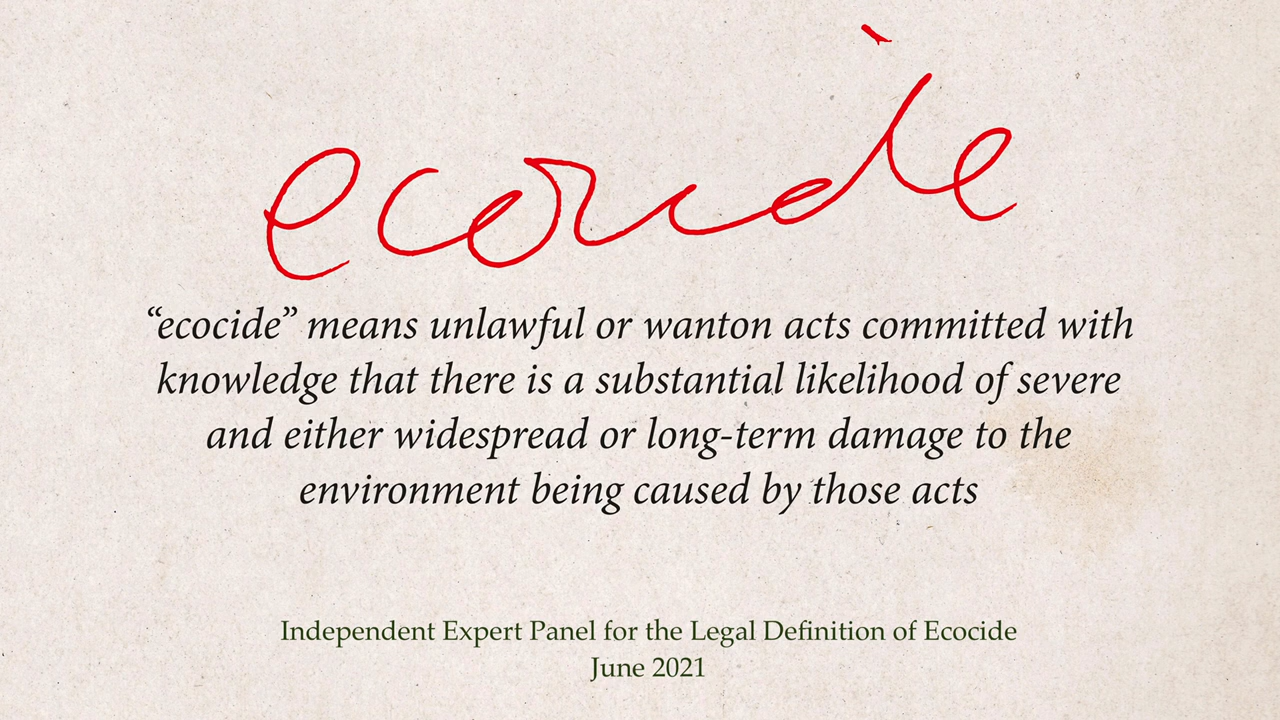 ecocide
“ecocide” means unlawful or wanton acts committed with
knowledge that there is a substantial likelihood of severe
and either widespread or long-term damage to the
environment being caused by those acts
Independent Expert Panel for the Legal Definition of Ecocide
June 2021